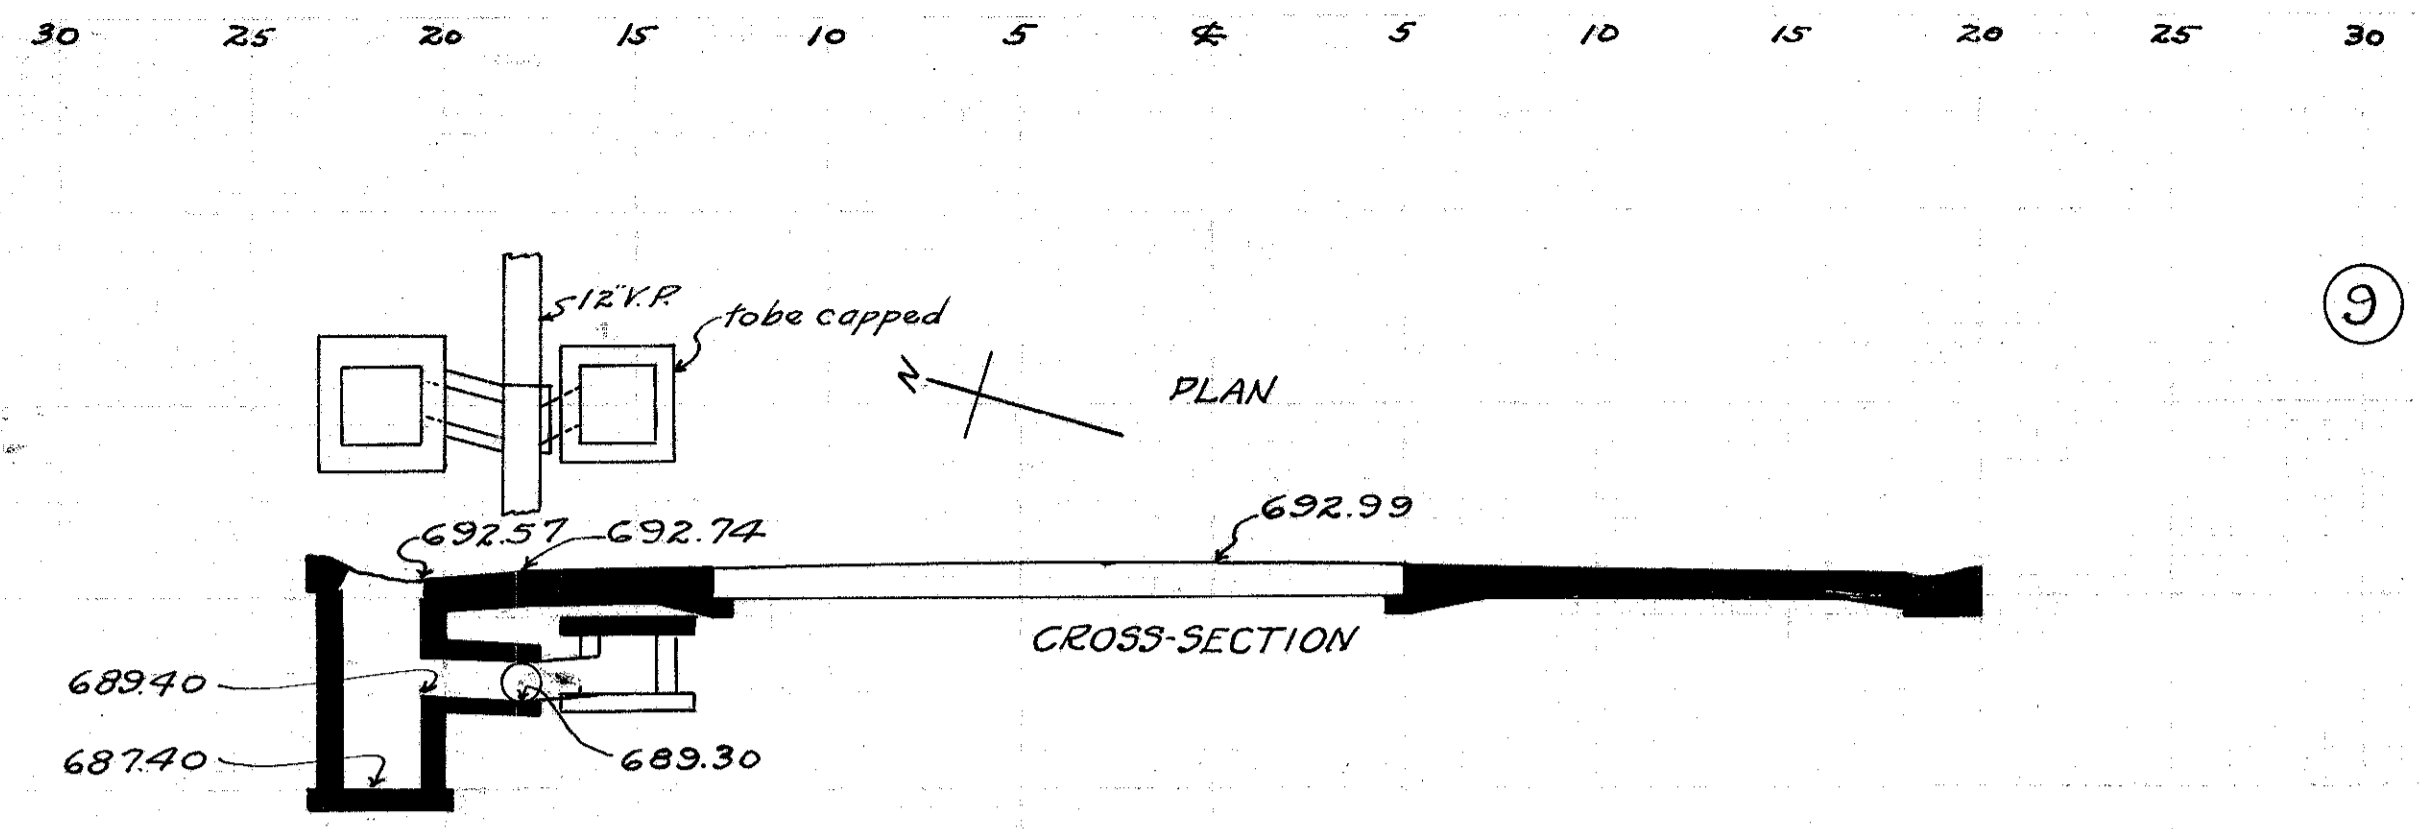 30 25 20 15 10 5 ℄ 5 10 15 20 25 30
12" V.P.
to be capped
9
N
PLAN
692.99
692.57 692.74
CROSS-SECTION
689.40
687.40
689.30